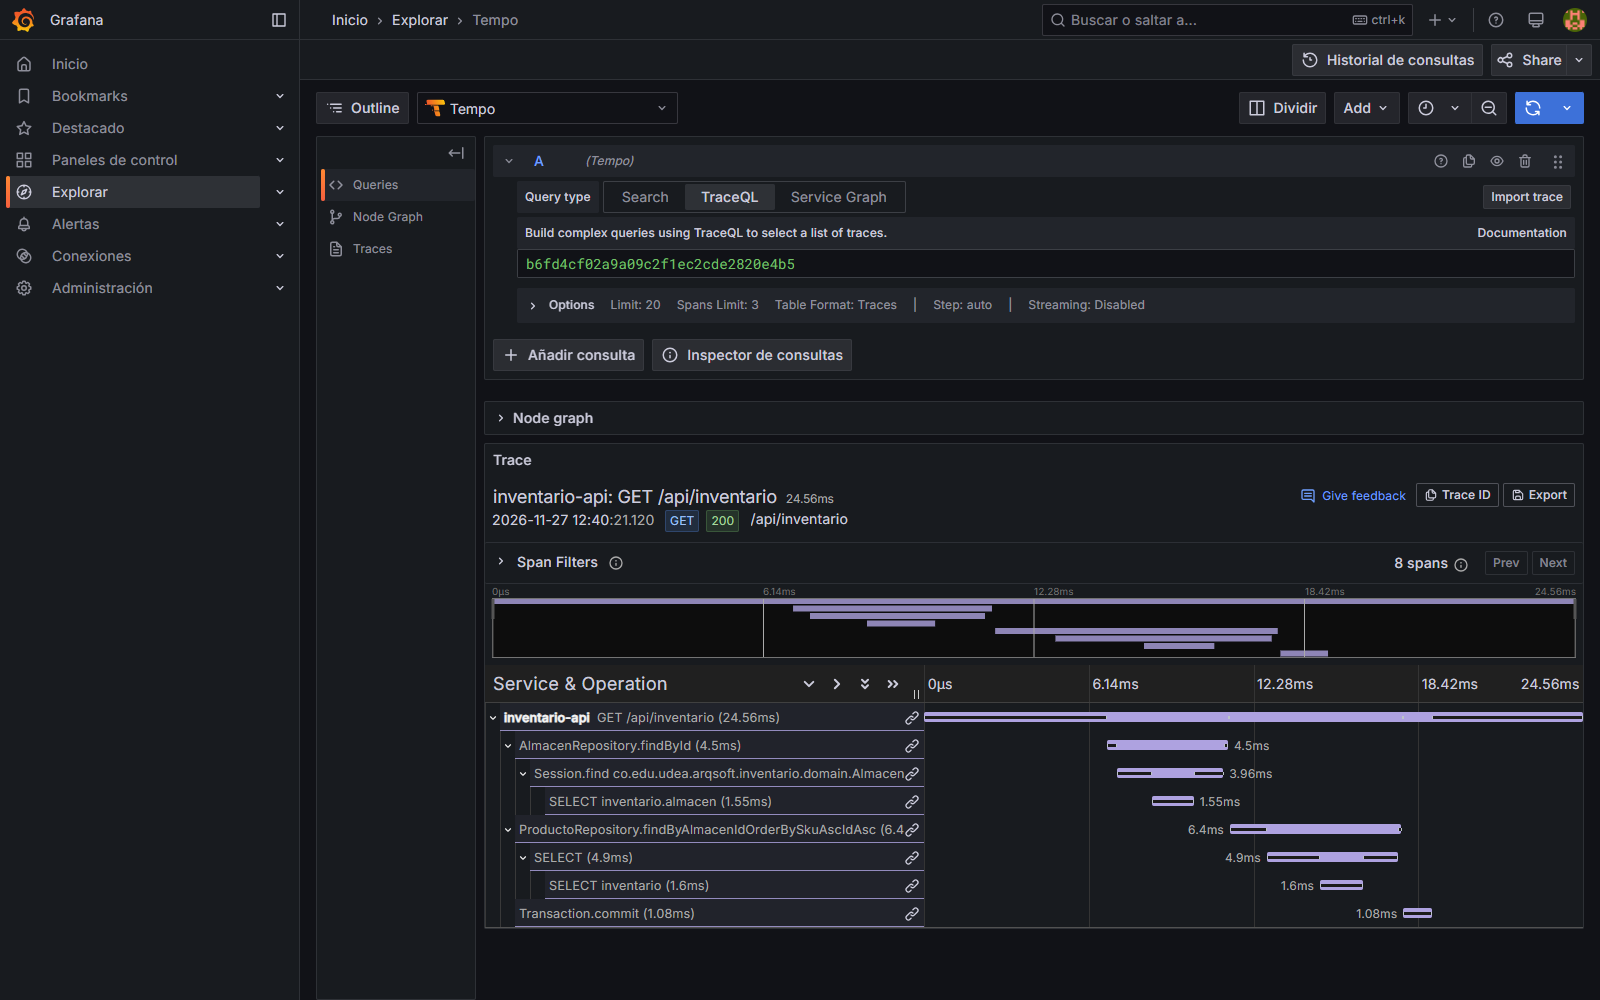 Grafana
Inicio › Explorar › Tempo
Buscar o saltar a...
ctrl+k
Historial de consultas
Share
Inicio
Bookmarks
Destacado
Paneles de control
Explorar
Alertas
Conexiones
Administración
Outline
Tempo
Dividir
Add
Queries
Node Graph
Traces
A
(Tempo)
Query type
Search
TraceQL
Service Graph
Import trace
Build complex queries using TraceQL to select a list of traces.
Documentation
b6fd4cf02a9a09c2f1ec2cde2820e4b5
Options
Limit: 20
Spans Limit: 3
Table Format: Traces
|
Step: auto
|
Streaming: Disabled
Añadir consulta
Inspector de consultas
Node graph
Trace
inventario-api: GET /api/inventario 24.56ms
Give feedback
Trace ID
Export
2026-11-27 12:40:21.120
GET
200
/api/inventario
Span Filters
8 spans
Prev
Next
0µs
6.14ms
12.28ms
18.42ms
24.56ms
Service & Operation
0µs
6.14ms
12.28ms
18.42ms
24.56ms
inventario-api GET /api/inventario (24.56ms)
AlmacenRepository.findById (4.5ms)
4.5ms
Session.find co.edu.udea.arqsoft.inventario.domain.Almacen
3.96ms
SELECT inventario.almacen (1.55ms)
1.55ms
ProductoRepository.findByAlmacenIdOrderBySkuAscIdAsc (6.4
6.4ms
SELECT (4.9ms)
4.9ms
SELECT inventario (1.6ms)
1.6ms
Transaction.commit (1.08ms)
1.08ms